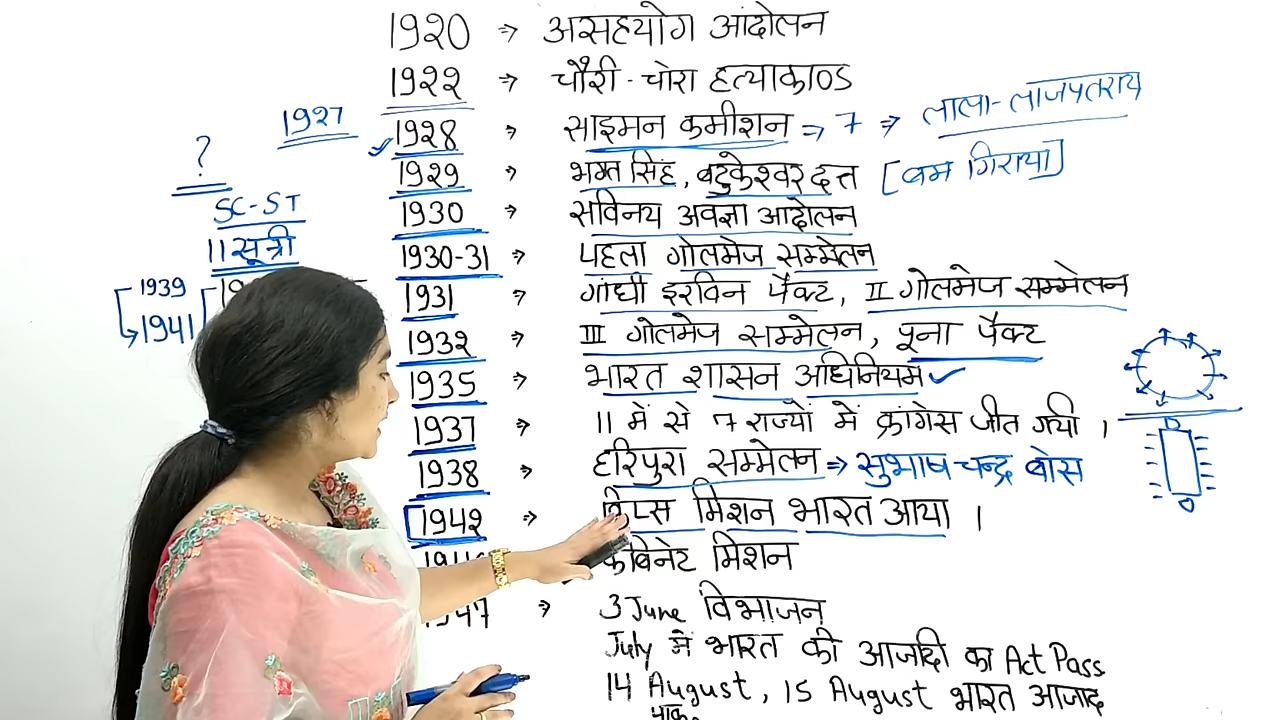 1920 ⇒ असहयोग आंदोलन
1922 ⇒ चौरी-चोरा हत्याकाण्ड
1927
1928 ⇒ साइमन कमीशन ⇒ 7 ⇒ लाला-लाजपतराय
?
1929 ⇒ भगत सिंह, बटुकेश्वर दत्त [बम गिराया]
SC-ST
1930 ⇒ सविनय अवज्ञा आंदोलन
11 सूत्री
1930-31 ⇒ पहला गोलमेज सम्मेलन
1939
1941
1931 ⇒ गांधी इरविन पैक्ट, II गोलमेज सम्मेलन
1932 ⇒ III गोलमेज सम्मेलन, पूना पैक्ट
1935 ⇒ भारत शासन अधिनियम
1937 ⇒ 11 में से 7 राज्यों में क्रांगेस जीत गयी ।
1938 ⇒ हरिपुरा सम्मेलन ⇒ सुभाष चन्द्र बोस
1942 ⇒ क्रिप्स मिशन भारत आया ।
कैबिनेट मिशन
1947 ⇒ 3 June विभाजन
July में भारत की आजादी का Act Pass
14 August, 15 August भारत आजाद
पाक